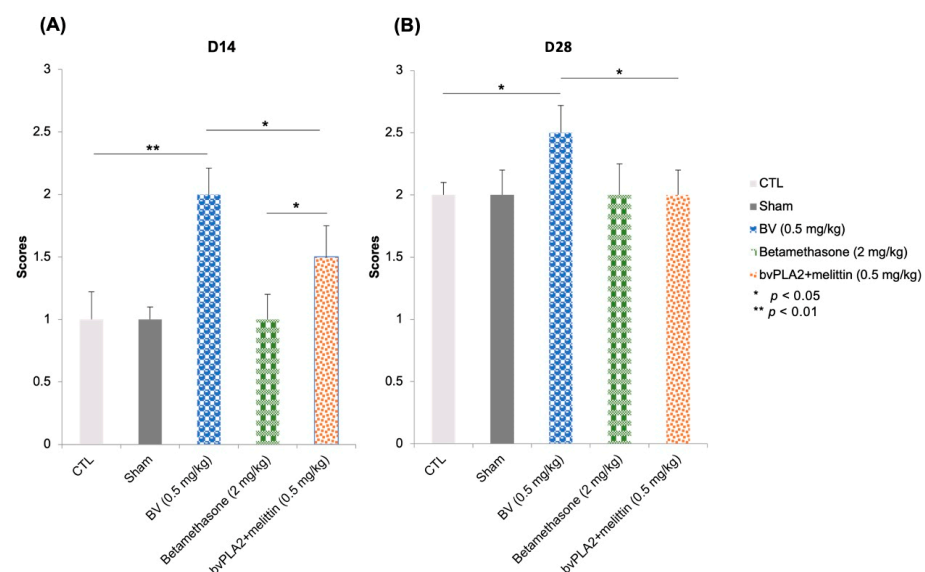 (A)
D14
3
2.5
2
1.5
1
0.5
0
Scores
**
*
*
CTL
Sham
BV (0.5 mg/kg)
Betamethasone (2 mg/kg)
bvPLA2+melittin (0.5 mg/kg)
(B)
D28
3
2.5
2
1.5
1
0.5
0
Scores
*
*
CTL
Sham
BV (0.5 mg/kg)
Betamethasone (2 mg/kg)
bvPLA2+melittin (0.5 mg/kg)
CTL
Sham
BV (0.5 mg/kg)
Betamethasone (2 mg/kg)
bvPLA2+melittin (0.5 mg/kg)
* p < 0.05
** p < 0.01